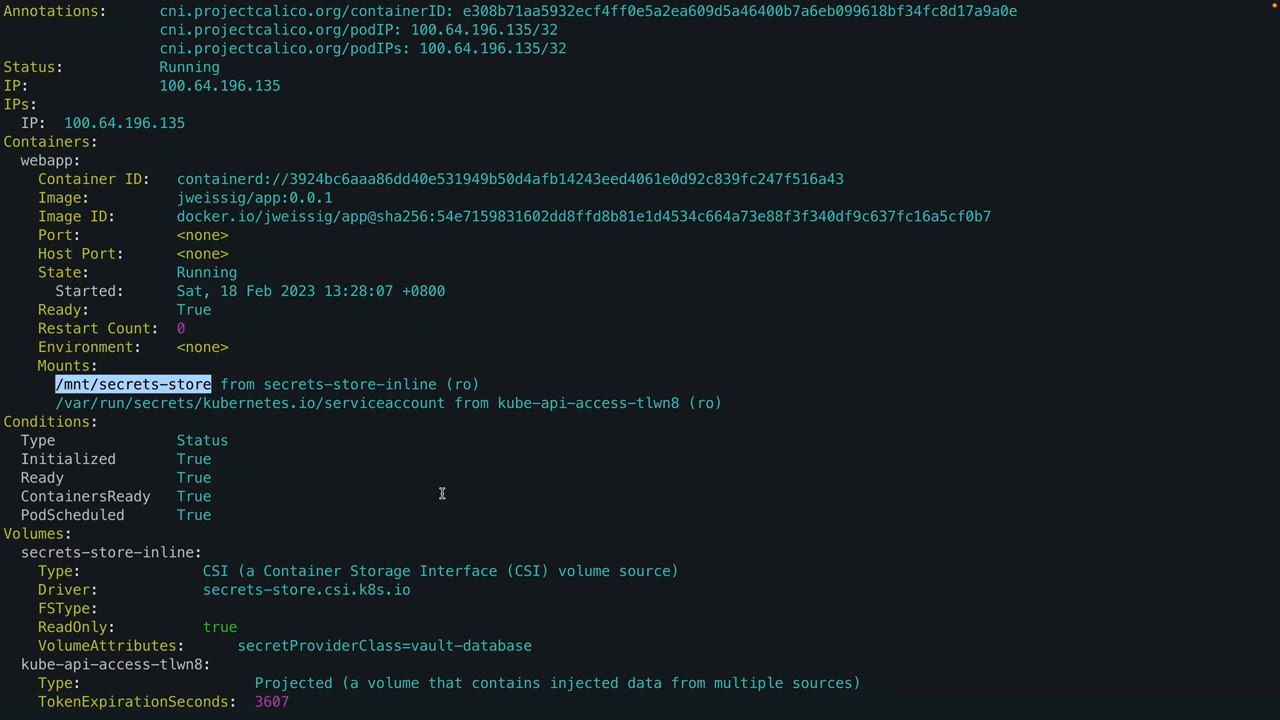 Annotations:      cni.projectcalico.org/containerID: e308b71aa5932ecf4ff0e5a2ea609d5a46400b7a6eb099618bf34fc8d17a9a0e
                  cni.projectcalico.org/podIP: 100.64.196.135/32
                  cni.projectcalico.org/podIPs: 100.64.196.135/32
Status:           Running
IP:               100.64.196.135
IPs:
  IP:  100.64.196.135
Containers:
  webapp:
    Container ID:   containerd://3924bc6aaa86dd40e531949b50d4afb14243eed4061e0d92c839fc247f516a43
    Image:          jweissig/app:0.0.1
    Image ID:       docker.io/jweissig/app@sha256:54e7159831602dd8ffd8b81e1d4534c664a73e88f3f340df9c637fc16a5cf0b7
    Port:           <none>
    Host Port:      <none>
    State:          Running
      Started:      Sat, 18 Feb 2023 13:28:07 +0800
    Ready:          True
    Restart Count:  0
    Environment:    <none>
    Mounts:
      /mnt/secrets-store from secrets-store-inline (ro)
      /var/run/secrets/kubernetes.io/serviceaccount from kube-api-access-tlwn8 (ro)
Conditions:
  Type              Status
  Initialized       True
  Ready             True
  ContainersReady   True
  PodScheduled      True
Volumes:
  secrets-store-inline:
    Type:              CSI (a Container Storage Interface (CSI) volume source)
    Driver:            secrets-store.csi.k8s.io
    FSType:
    ReadOnly:          true
    VolumeAttributes:      secretProviderClass=vault-database
  kube-api-access-tlwn8:
    Type:                    Projected (a volume that contains injected data from multiple sources)
    TokenExpirationSeconds:  3607